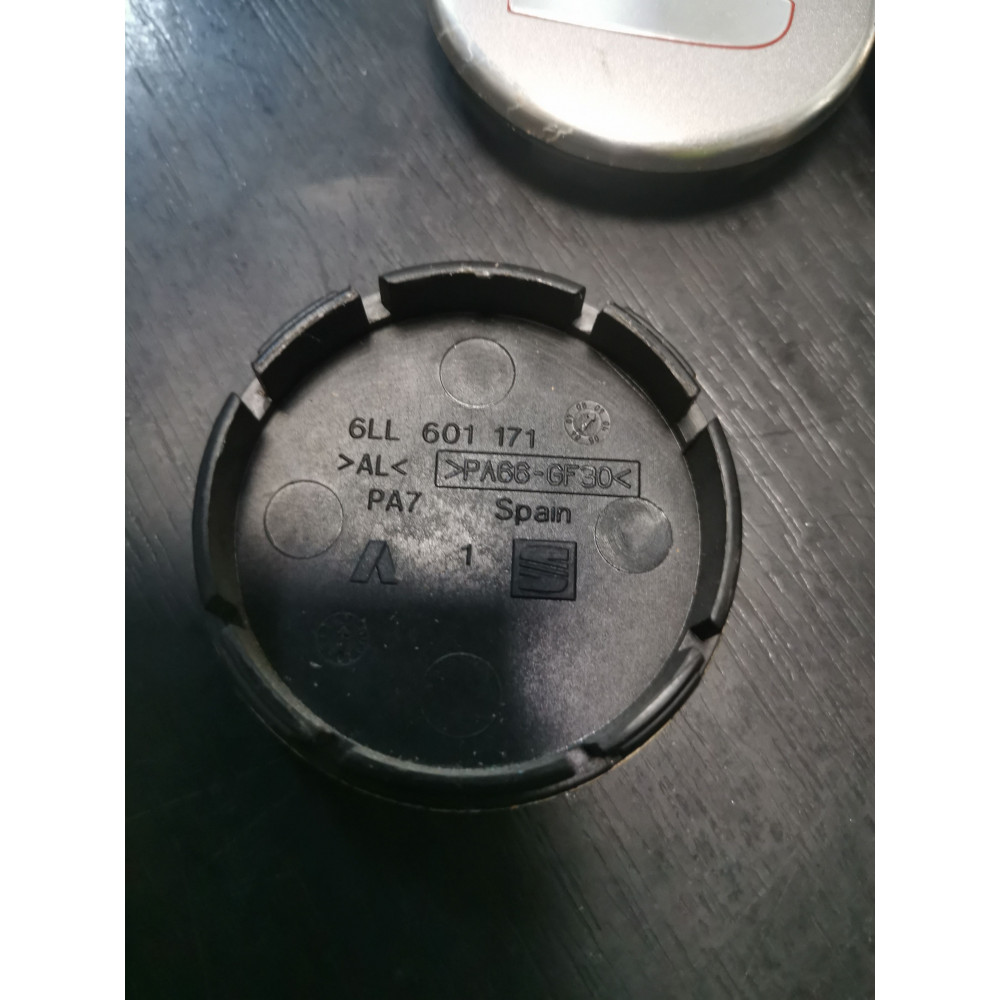 6LL 601 171
>AL< >PA66-GF30<
PA7 Spain
1